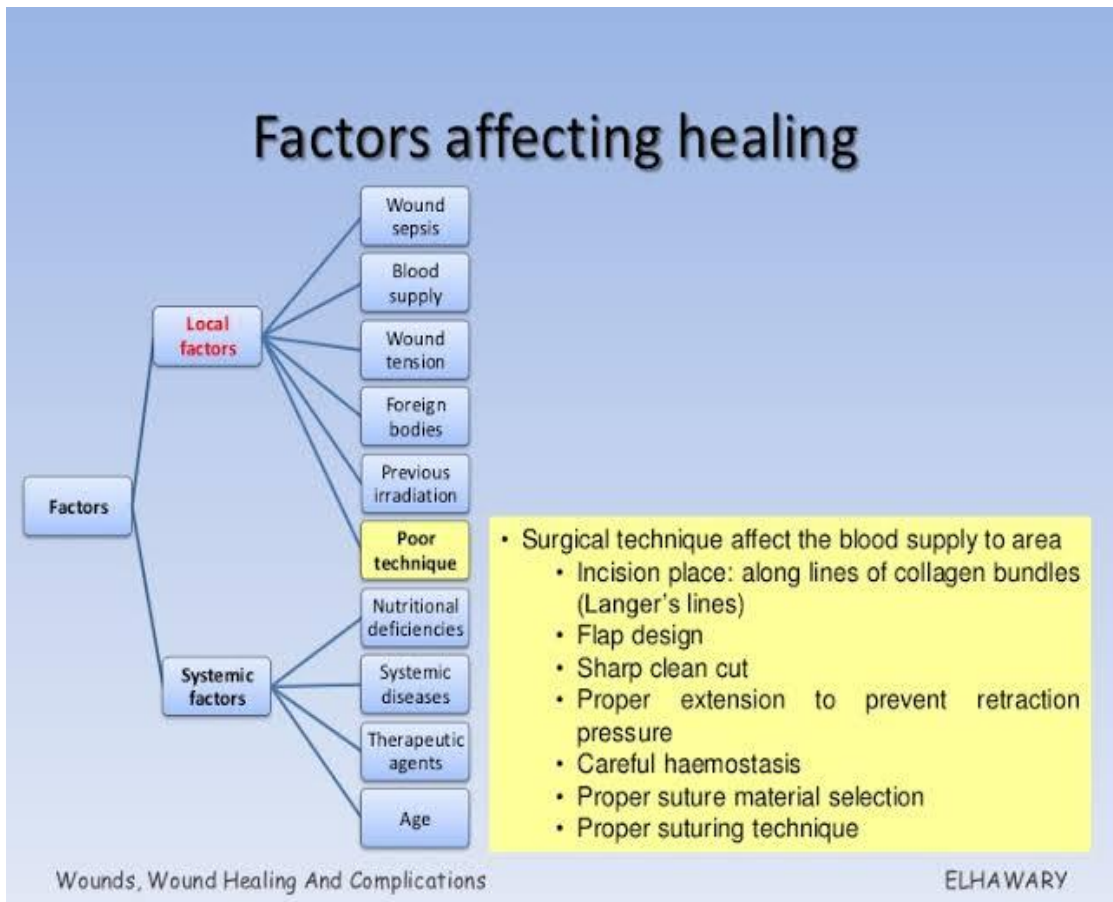 Factors affecting healing
Wound
sepsis
Blood
supply
Local
factors
Wound
tension
Foreign
bodies
Previous
irradiation
Factors
Poor
technique
• Surgical technique affect the blood supply to area
• Incision place: along lines of collagen bundles
(Langer's lines)
• Flap design
• Sharp clean cut
• Proper extension to prevent retraction
pressure
• Careful haemostasis
• Proper suture material selection
• Proper suturing technique
Nutritional
deficiencies
Systemic
factors
Systemic
diseases
Therapeutic
agents
Age
Wounds, Wound Healing And Complications
ELHAWARY